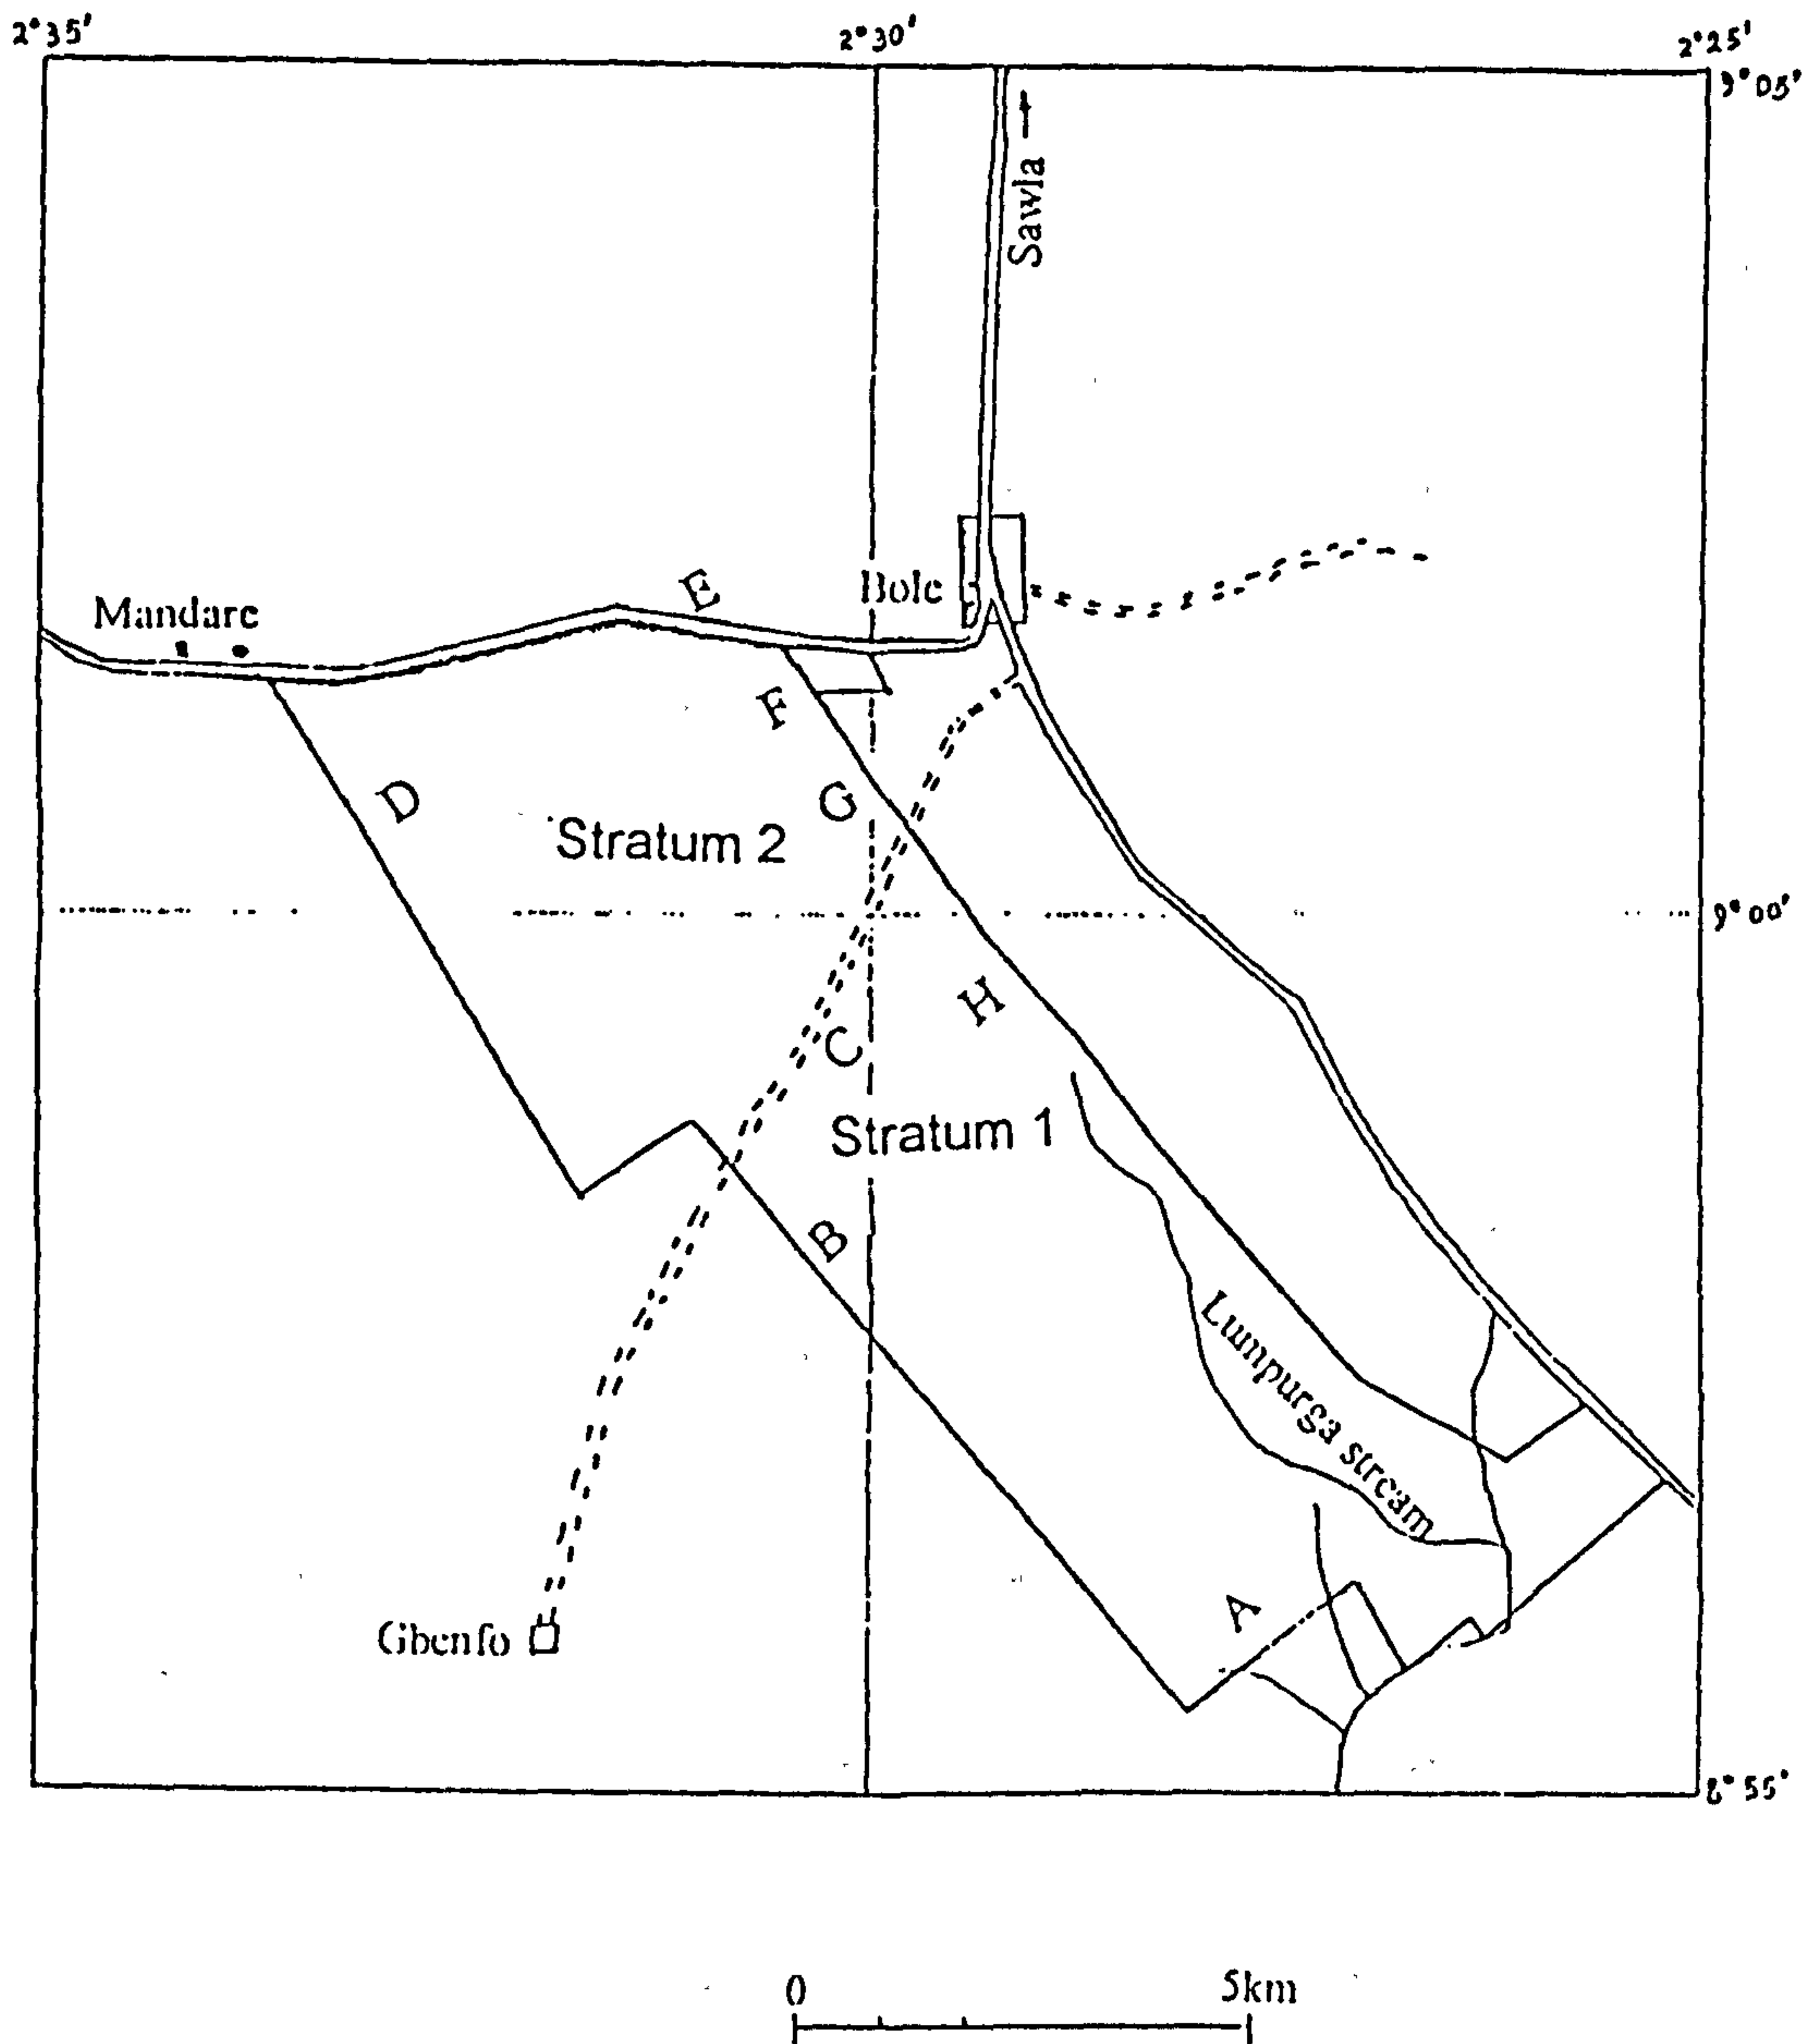 2°35'
2°30'
2°25'
9°05'
Sawla
Bole
E
Mandare
F
D
G
Stratum 2
9°00'
H
C
Stratum 1
B
Lumpurga stream
A
Gbenfo
8°55'
0
5km